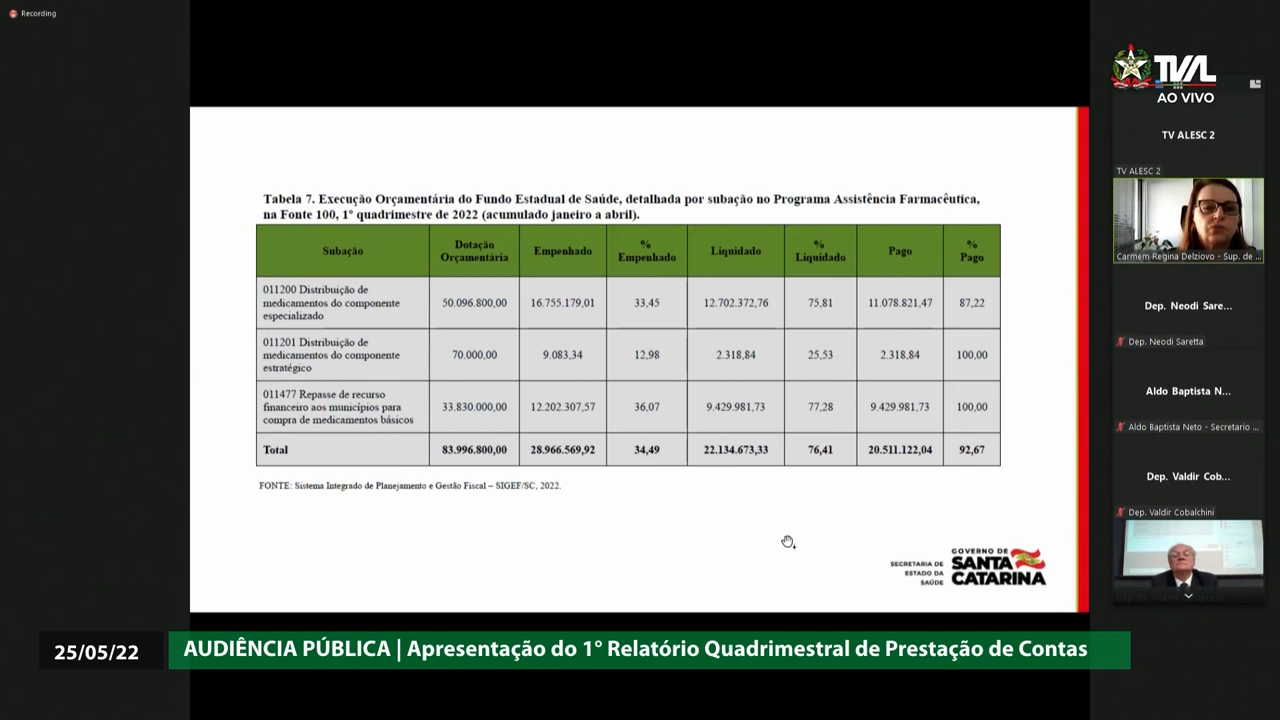 Recording
TVAL
AO VIVO
TV ALESC 2
TV ALESC 2
Carmem Regina Delziovo - Sup. de ...
Dep. Neodi Sare...
Dep. Neodi Saretta
Aldo Baptista N...
Aldo Baptista Neto - Secretario ...
Dep. Valdir Cob...
Dep. Valdir Cobalchini
Tabela 7. Execução Orçamentária do Fundo Estadual de Saúde, detalhada por subação no Programa Assistência Farmacêutica,
na Fonte 100, 1º quadrimestre de 2022 (acumulado janeiro a abril).
Subação Dotação Orçamentária Empenhado % Empenhado Liquidado % Liquidado Pago % Pago
011200 Distribuição de
medicamentos do componente
especializado
50.096.800,00 16.755.179,01 33,45 12.702.372,76 75,81 11.078.821,47 87,22
011201 Distribuição de
medicamentos do componente
estratégico
70.000,00 9.083,34 12,98 2.318,84 25,53 2.318,84 100,00
011477 Repasse de recurso
financeiro aos municípios para
compra de medicamentos básicos
33.830.000,00 12.202.307,57 36,07 9.429.981,73 77,28 9.429.981,73 100,00
Total 83.996.800,00 28.966.569,92 34,49 22.134.673,33 76,41 20.511.122,04 92,67
FONTE: Sistema Integrado de Planejamento e Gestão Fiscal – SIGEF/SC, 2022.
SECRETARIA DE
ESTADO DA
SAÚDE
GOVERNO DE
SANTA
CATARINA
25/05/22
AUDIÊNCIA PÚBLICA | Apresentação do 1° Relatório Quadrimestral de Prestação de Contas